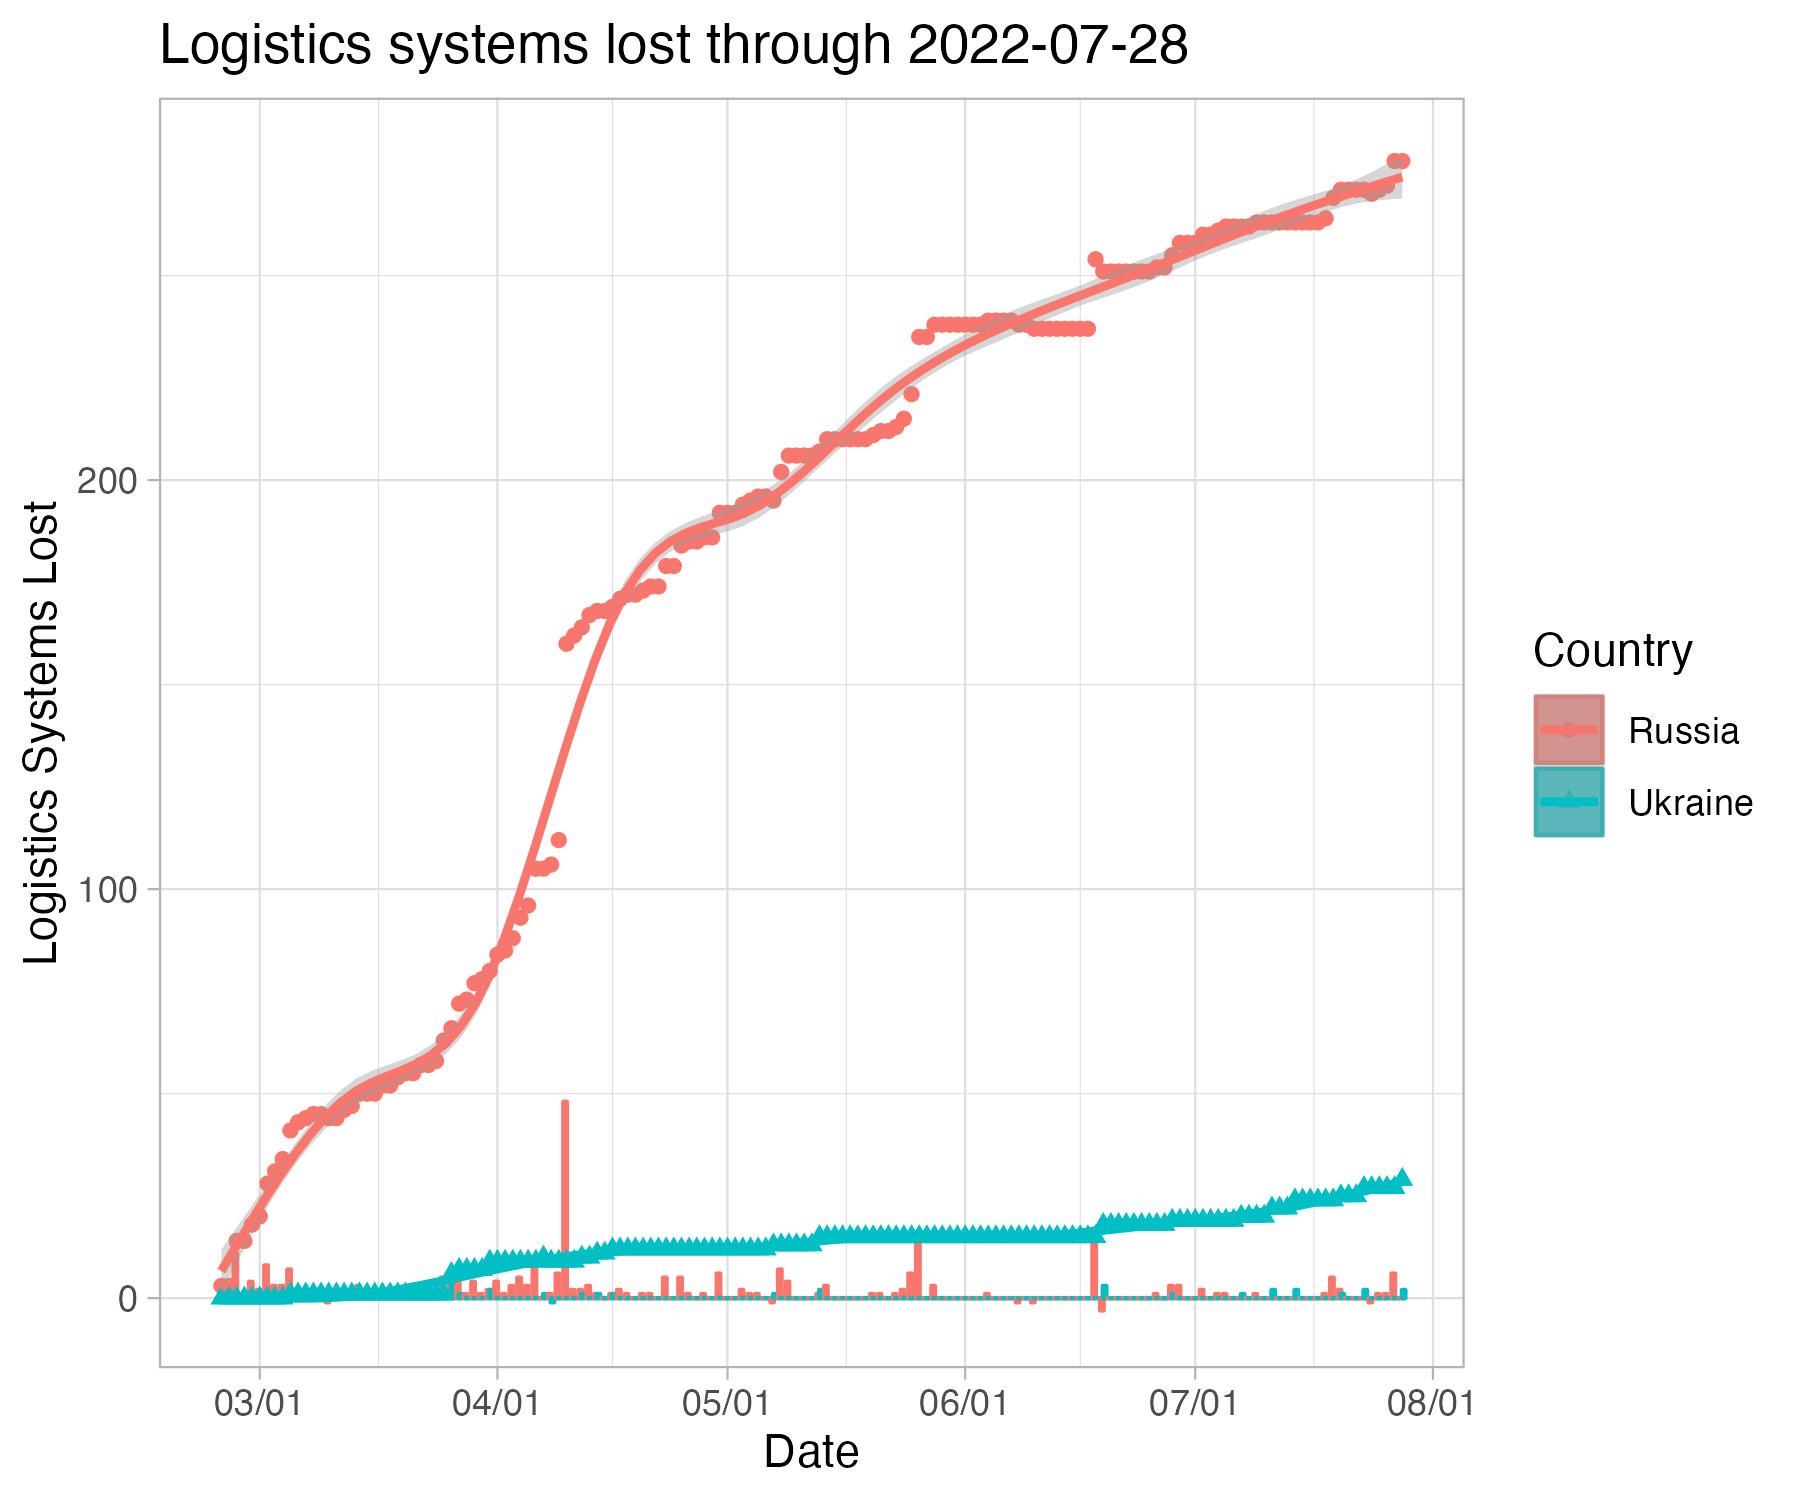 Logistics systems lost through 2022-07-28
Logistics Systems Lost
200
100
0
03/01
04/01
05/01
06/01
07/01
08/01
Date
Country
Russia
Ukraine